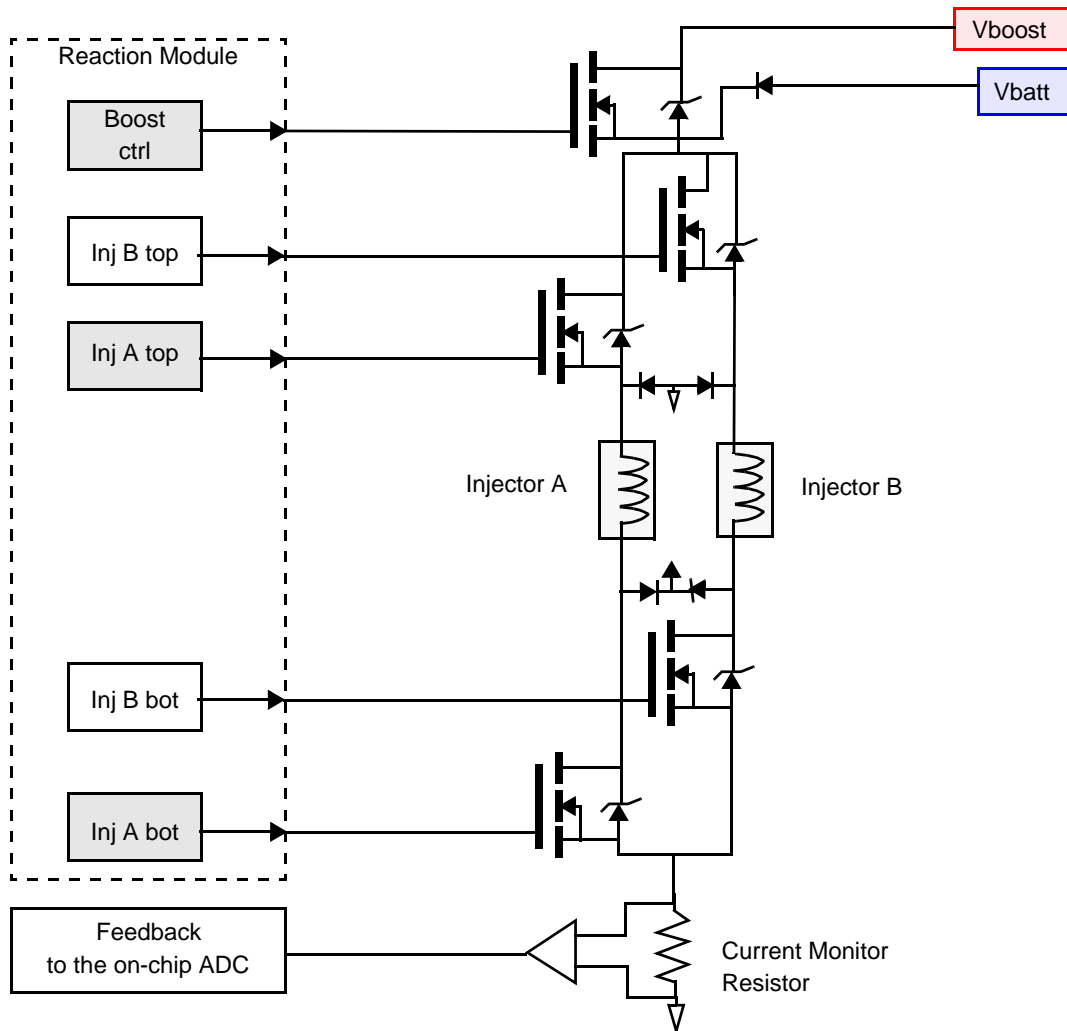 Vboost
Reaction Module
Vbatt
Boost
ctrl
Inj B top
Inj A top
Injector A
Injector B
Inj B bot
Inj A bot
Feedback
to the on-chip ADC
Current Monitor
Resistor